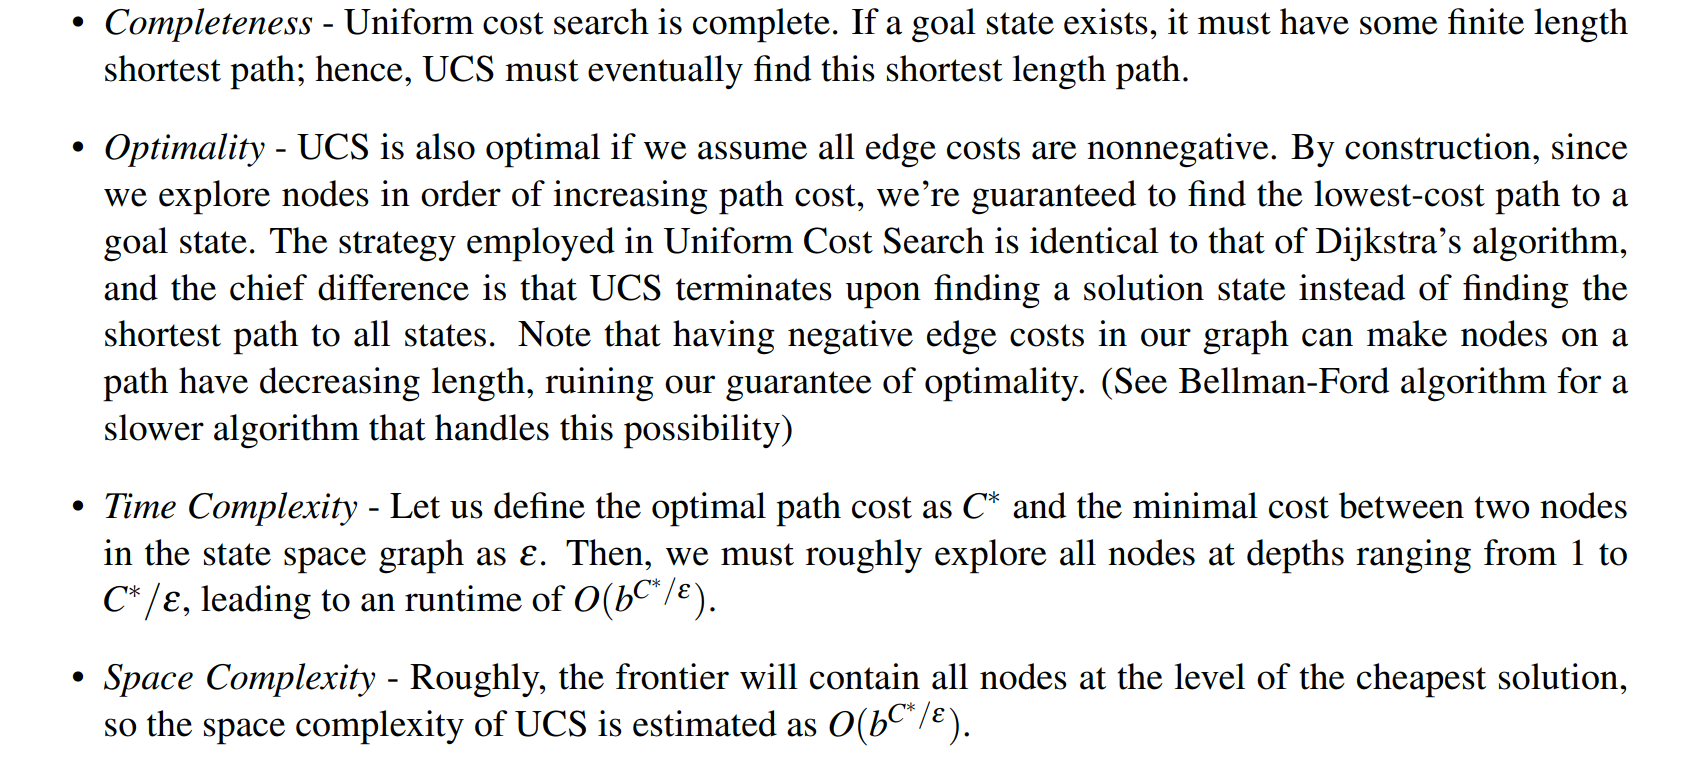 • Completeness - Uniform cost search is complete. If a goal state exists, it must have some finite length
shortest path; hence, UCS must eventually find this shortest length path.
• Optimality - UCS is also optimal if we assume all edge costs are nonnegative. By construction, since
we explore nodes in order of increasing path cost, we're guaranteed to find the lowest-cost path to a
goal state. The strategy employed in Uniform Cost Search is identical to that of Dijkstra's algorithm,
and the chief difference is that UCS terminates upon finding a solution state instead of finding the
shortest path to all states. Note that having negative edge costs in our graph can make nodes on a
path have decreasing length, ruining our guarantee of optimality. (See Bellman-Ford algorithm for a
slower algorithm that handles this possibility)
• Time Complexity - Let us define the optimal path cost as C* and the minimal cost between two nodes
in the state space graph as ε. Then, we must roughly explore all nodes at depths ranging from 1 to
C*/ε, leading to an runtime of O(b^{C*/ε}).
• Space Complexity - Roughly, the frontier will contain all nodes at the level of the cheapest solution,
so the space complexity of UCS is estimated as O(b^{C*/ε}).